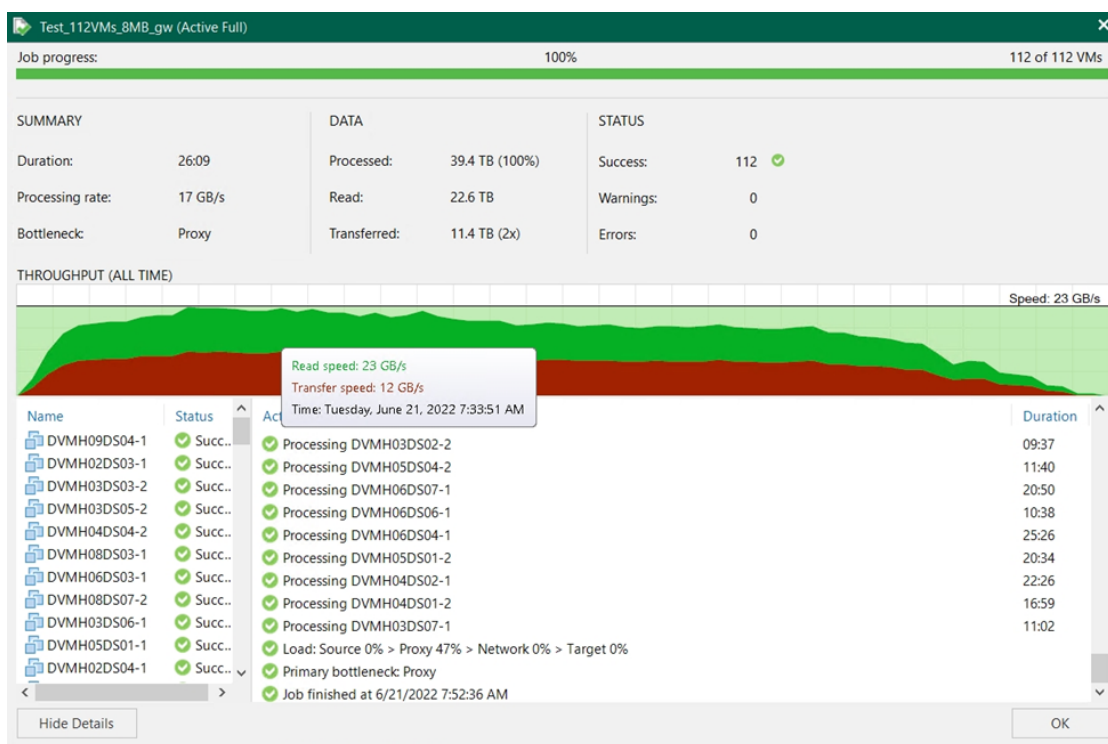 Test_112VMs_8MB_gw (Active Full)
Job progress: 100% 112 of 112 VMs
SUMMARY DATA STATUS
Duration: 26:09 Processed: 39.4 TB (100%) Success: 112
Processing rate: 17 GB/s Read: 22.6 TB Warnings: 0
Bottleneck: Proxy Transferred: 11.4 TB (2x) Errors: 0
THROUGHPUT (ALL TIME)
Speed: 23 GB/s
Read speed: 23 GB/s
Transfer speed: 12 GB/s
Time: Tuesday, June 21, 2022 7:33:51 AM
Name Status
DVMH09DS04-1 Succ..
DVMH02DS03-1 Succ..
DVMH03DS03-2 Succ..
DVMH03DS05-2 Succ..
DVMH04DS04-2 Succ..
DVMH08DS03-1 Succ..
DVMH06DS03-1 Succ..
DVMH08DS07-2 Succ..
DVMH03DS06-1 Succ..
DVMH05DS01-1 Succ..
DVMH02DS04-1 Succ..
Duration
Processing DVMH03DS02-2 09:37
Processing DVMH05DS04-2 11:40
Processing DVMH06DS07-1 20:50
Processing DVMH06DS06-1 10:38
Processing DVMH06DS04-1 25:26
Processing DVMH05DS01-2 20:34
Processing DVMH04DS02-1 22:26
Processing DVMH04DS01-2 16:59
Processing DVMH03DS07-1 11:02
Load: Source 0% > Proxy 47% > Network 0% > Target 0%
Primary bottleneck: Proxy
Job finished at 6/21/2022 7:52:36 AM
Hide Details OK